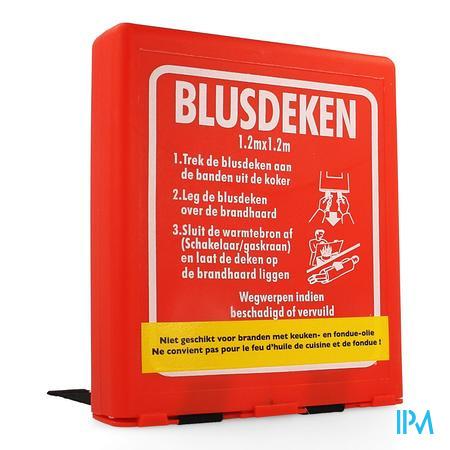 BLUSDEKEN
1.2mx1.2m
1.Trek de blusdeken aan
de banden uit de koker
2.Leg de blusdeken
over de brandhaard
3.Sluit de warmtebron af
(Schakelaar/gaskraan)
en laat de deken op
de brandhaard liggen
Wegwerpen indien
beschadigd of vervuild
Niet geschikt voor branden met keuken- en fondue-olie
Ne convient pas pour le feu d'huile de cuisine et de fondue !
IPM